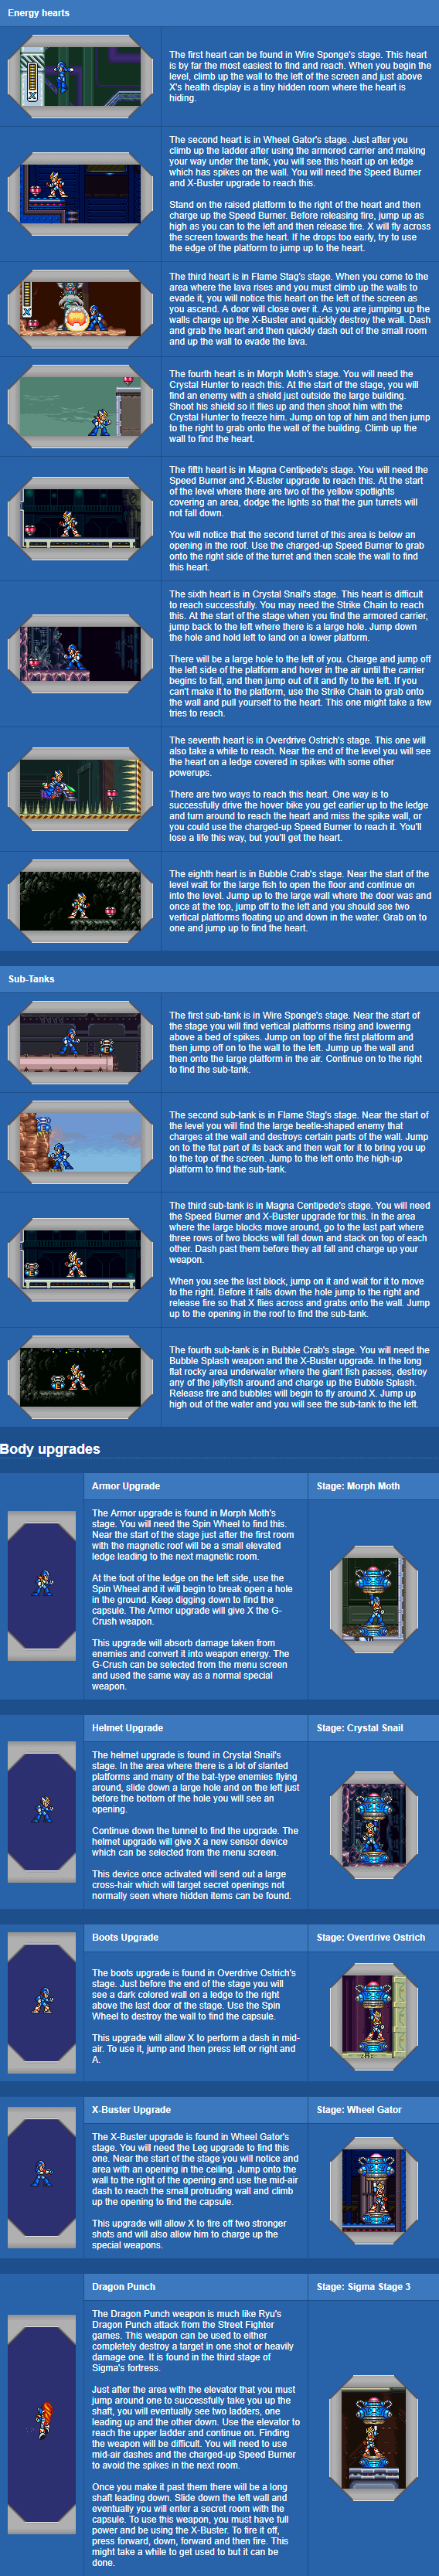 Energy hearts
The first heart can be found in Wire Sponge's stage. This heart
is by far the most easiest to find and reach. When you begin the
level, climb up the wall to the left of the screen and just above
X's health display is a tiny hidden room where the heart is
hiding.
The second heart is in Wheel Gator's stage. Just after you
climb up the ladder after using the armored carrier and making
your way under the tank, you will see this heart up on ledge
which has spikes on the wall. You will need the Speed Burner
and X-Buster upgrade to reach this.
Stand on the raised platform to the right of the heart and then
charge up the Speed Burner. Before releasing fire, jump up as
high as you can to the left and then release fire. X will fly across
the screen towards the heart. If he drops too early, try to use
the edge of the platform to jump up to the heart.
The third heart is in Flame Stag's stage. When you come to the
area where the lava rises and you must climb up the walls to
evade it, you will notice this heart on the left of the screen as
you ascend. A door will close over it. As you are jumping up the
walls charge up the X-Buster and quickly destroy the wall. Dash
and grab the heart and then quickly dash out of the small room
and up the wall to evade the lava.
The fourth heart is in Morph Moth's stage. You will need the
Crystal Hunter to reach this. At the start of the stage, you will
find an enemy with a shield just outside the large building.
Shoot his shield so it flies up and then shoot him with the
Crystal Hunter to freeze him. Jump on top of him and then jump
to the right to grab onto the wall of the building. Climb up the
wall to find the heart.
The fifth heart is in Magna Centipede's stage. You will need the
Speed Burner and X-Buster upgrade to reach this. At the start
of the level where there are two of the yellow spotlights
covering an area, dodge the lights so that the gun turrets will
not fall down.
You will notice that the second turret of this area is below an
opening in the roof. Use the charged-up Speed Burner to grab
onto the right side of the turret and then scale the wall to find
this heart.
The sixth heart is in Crystal Snail's stage. This heart is difficult
to reach successfully. You may need the Strike Chain to reach
this. At the start of the stage when you find the armored carrier,
jump back to the left where there is a large hole. Jump down
the hole and hold left to land on a lower platform.
There will be a large hole to the left of you. Charge and jump off
the left side of the platform and hover in the air until the carrier
begins to fall, and then jump out of it and fly to the left. If you
can't make it to the platform, use the Strike Chain to grab onto
the wall and pull yourself to the heart. This one might take a few
tries to reach.
The seventh heart is in Overdrive Ostrich's stage. This one will
also take a while to reach. Near the end of the level you will see
the heart on a ledge covered in spikes with some other
powerups.
There are two ways to reach this heart. One way is to
successfully drive the hover bike you get earlier up to the ledge
and turn around to reach the heart and miss the spike wall, or
you could use the charged-up Speed Burner to reach it. You'll
lose a life this way, but you'll get the heart.
The eighth heart is in Bubble Crab's stage. Near the start of the
level wait for the large fish to open the floor and continue on
into the level. Jump up to the large wall where the door was and
once at the top, jump off to the left and you should see two
vertical platforms floating up and down in the water. Grab on to
one and jump up to find the heart.
Sub-Tanks
The first sub-tank is in Wire Sponge's stage. Near the start of
the stage you will find vertical platforms rising and lowering
above a bed of spikes. Jump on top of the first platform and
then jump off on to the wall to the left. Jump up the wall and
then onto the large platform in the air. Continue on to the right
to find the sub-tank.
The second sub-tank is in Flame Stag's stage. Near the start of
the level you will find the large beetle-shaped enemy that
charges at the wall and destroys certain parts of the wall. Jump
on to the flat part of its back and then wait for it to bring you up
to the top of the screen. Jump to the left onto the high-up
platform to find the sub-tank.
The third sub-tank is in Magna Centipede's stage. You will need
the Speed Burner and X-Buster upgrade for this. In the area
where the large blocks move around, go to the last part where
three rows of two blocks will fall down and stack on top of each
other. Dash past them before they all fall and charge up your
weapon.
When you see the last block, jump on it and wait for it to move
to the right. Before it falls down the hole jump to the right and
release fire so that X flies across and grabs onto the wall. Jump
up to the opening in the roof to find the sub-tank.
The fourth sub-tank is in Bubble Crab's stage. You will need the
Bubble Splash weapon and the X-Buster upgrade. In the long
flat rocky area underwater where the giant fish passes, destroy
any of the jellyfish around and charge up the Bubble Splash.
Release fire and bubbles will begin to fly around X. Jump up
high out of the water and you will see the sub-tank to the left.
Body upgrades
Armor Upgrade
Stage: Morph Moth
The Armor upgrade is found in Morph Moth's
stage. You will need the Spin Wheel to find this.
Near the start of the stage just after the first room
with the magnetic roof will be a small elevated
ledge leading to the next magnetic room.
At the foot of the ledge on the left side, use the
Spin Wheel and it will begin to break open a hole
in the ground. Keep digging down to find the
capsule. The Armor upgrade will give X the G-
Crush weapon.
This upgrade will absorb damage taken from
enemies and convert it into weapon energy. The
G-Crush can be selected from the menu screen
and used the same way as a normal special
weapon.
Helmet Upgrade
Stage: Crystal Snail
The helmet upgrade is found in Crystal Snail's
stage. In the area where there is a lot of slanted
platforms and many of the bat-type enemies flying
around, slide down a large hole and on the left just
before the bottom of the hole you will see an
opening.
Continue down the tunnel to find the upgrade. The
helmet upgrade will give X a new sensor device
which can be selected from the menu screen.
This device once activated will send out a large
cross-hair which will target secret openings not
normally seen where hidden items can be found.
Boots Upgrade
Stage: Overdrive Ostrich
The boots upgrade is found in Overdrive Ostrich's
stage. Just before the end of the stage you will
see a dark colored wall on a ledge to the right
above the last door of the stage. Use the Spin
Wheel to destroy the wall to find the capsule.
This upgrade will allow X to perform a dash in mid-
air. To use it, jump and then press left or right and
A.
X-Buster Upgrade
Stage: Wheel Gator
The X-Buster upgrade is found in Wheel Gator's
stage. You will need the Leg upgrade to find this
one. Near the start of the stage you will notice and
area with an opening in the ceiling. Jump onto the
wall to the right of the opening and use the mid-air
dash to reach the small protruding wall and climb
up the opening to find the capsule.
This upgrade will allow X to fire off two stronger
shots and will also allow him to charge up the
special weapons.
Dragon Punch
Stage: Sigma Stage 3
The Dragon Punch weapon is much like Ryu's
Dragon Punch attack from the Street Fighter
games. This weapon can be used to either
completely destroy a target in one shot or heavily
damage one. It is found in the third stage of
Sigma's fortress.
Just after the area with the elevator that you must
jump around one to successfully take you up the
shaft, you will eventually see two ladders, one
leading up and the other down. Use the elevator to
reach the upper ladder and continue on. Finding
the weapon will be difficult. You will need to use
mid-air dashes and the charged-up Speed Burner
to avoid the spikes in the next room.
Once you make it past them there will be a long
shaft leading down. Slide down the left wall and
eventually you will enter a secret room with the
capsule. To use this weapon, you must have full
power and be using the X-Buster. To fire it off,
press forward, down, forward and then fire. This
might take a while to get used to but it can be
done.